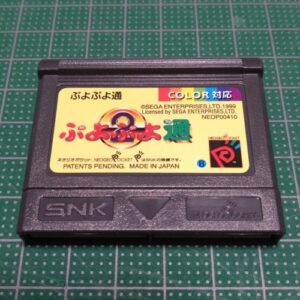 ぷよぷよ通
COLOR 対応
©SEGA ENTERPRISES,LTD.1999
Licensed by SEGA ENTERPRISES,LTD.
NEOP00410
ぷよぷよ通
PATENTS PENDING. MADE IN JAPAN
SNK